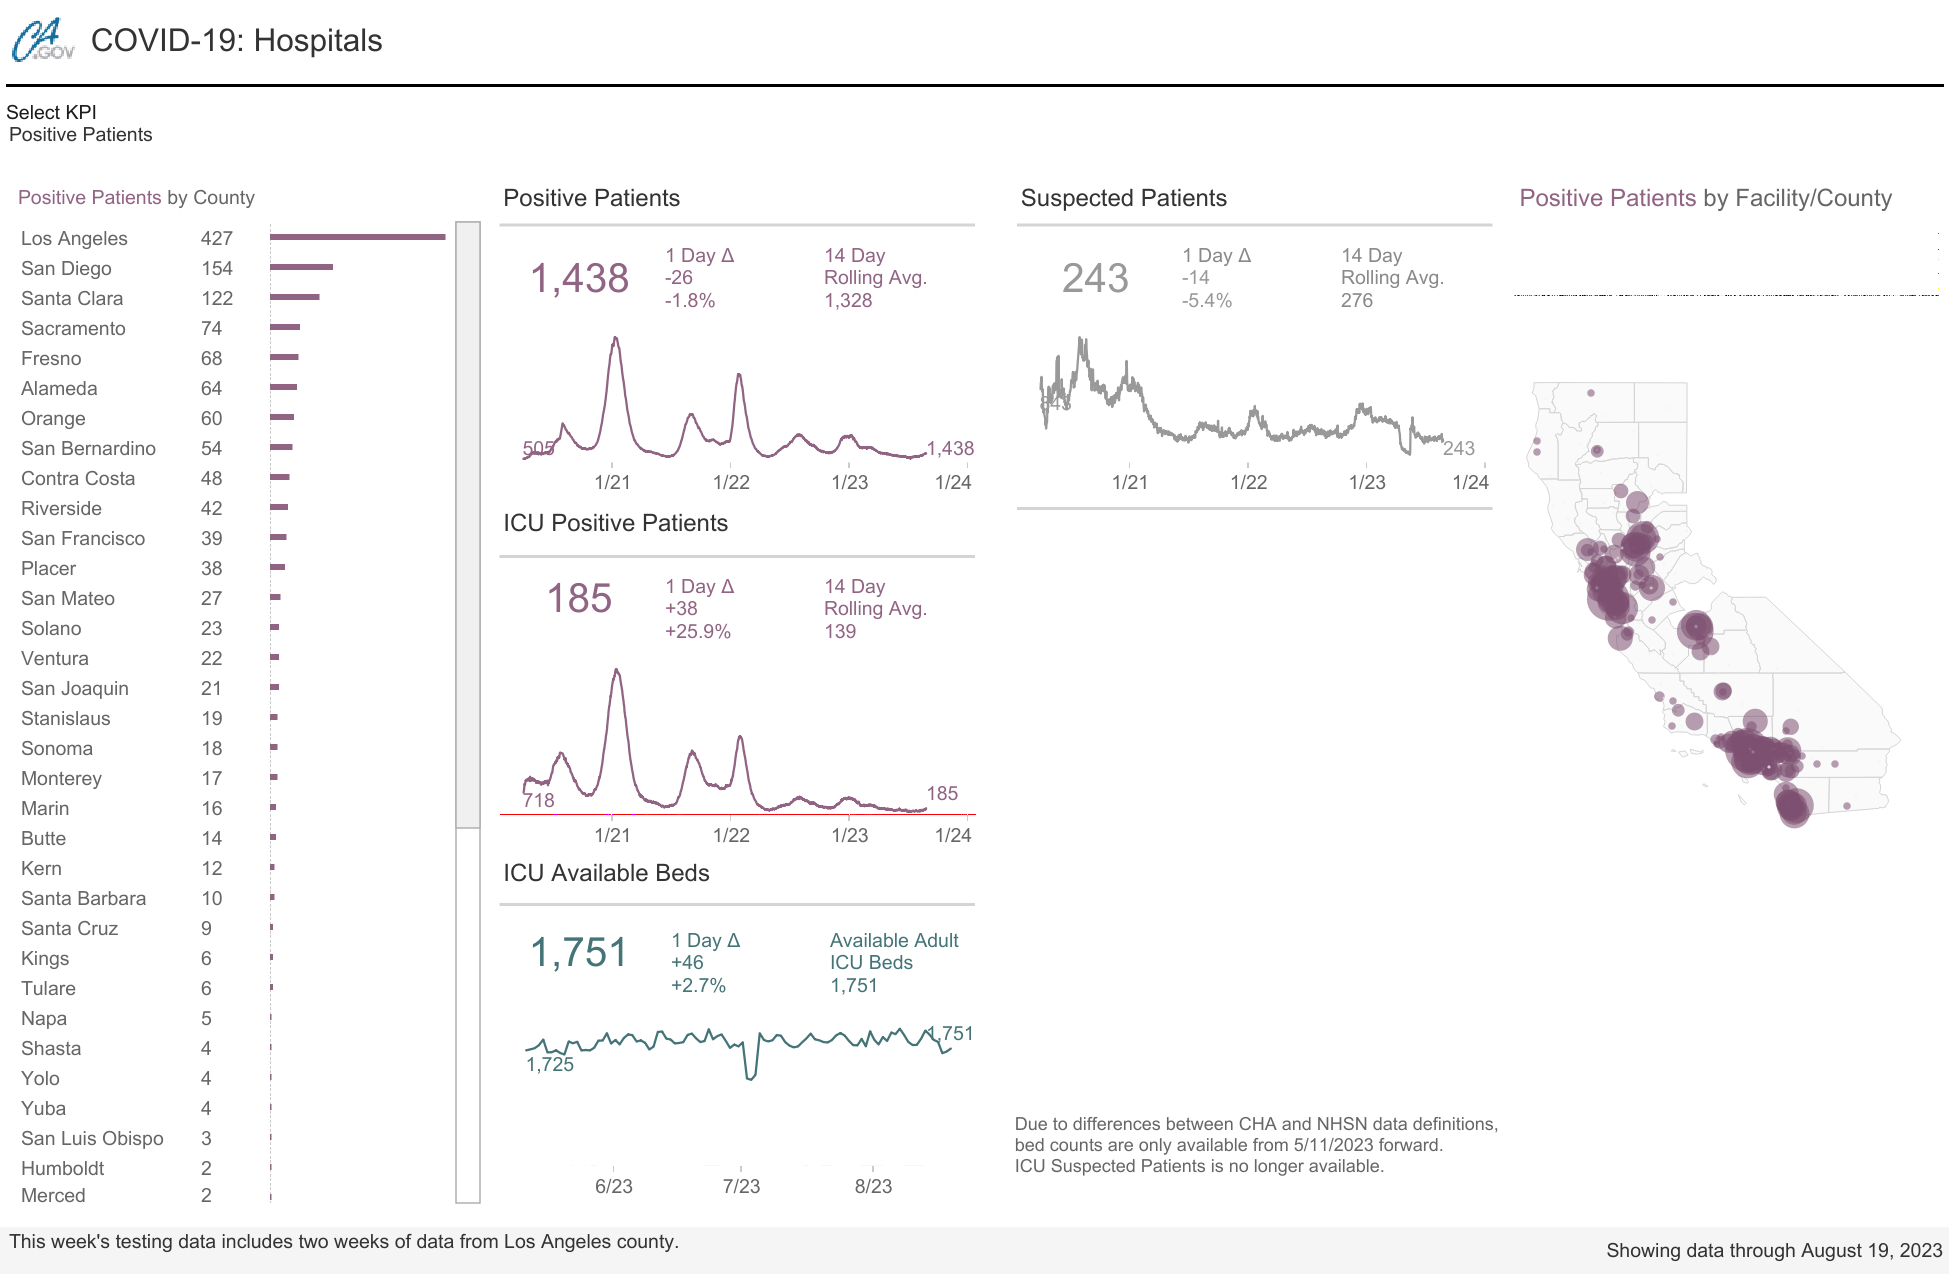 CA
.GOV
COVID-19: Hospitals
Select KPI
Positive Patients
Positive Patients by County
Los Angeles 427
San Diego 154
Santa Clara 122
Sacramento 74
Fresno 68
Alameda 64
Orange 60
San Bernardino 54
Contra Costa 48
Riverside 42
San Francisco 39
Placer 38
San Mateo 27
Solano 23
Ventura 22
San Joaquin 21
Stanislaus 19
Sonoma 18
Monterey 17
Marin 16
Butte 14
Kern 12
Santa Barbara 10
Santa Cruz 9
Kings 6
Tulare 6
Napa 5
Shasta 4
Yolo 4
Yuba 4
San Luis Obispo 3
Humboldt 2
Merced 2
Positive Patients
1,438
1 Day Δ
-26
-1.8%
14 Day
Rolling Avg.
1,328
505
1,438
1/21 1/22 1/23 1/24
ICU Positive Patients
185
1 Day Δ
+38
+25.9%
14 Day
Rolling Avg.
139
718
185
1/21 1/22 1/23 1/24
ICU Available Beds
1,751
1 Day Δ
+46
+2.7%
Available Adult
ICU Beds
1,751
1,725
1,751
6/23 7/23 8/23
Suspected Patients
243
1 Day Δ
-14
-5.4%
14 Day
Rolling Avg.
276
843
243
1/21 1/22 1/23 1/24
Due to differences between CHA and NHSN data definitions,
bed counts are only available from 5/11/2023 forward.
ICU Suspected Patients is no longer available.
Positive Patients by Facility/County
This week's testing data includes two weeks of data from Los Angeles county.
Showing data through August 19, 2023